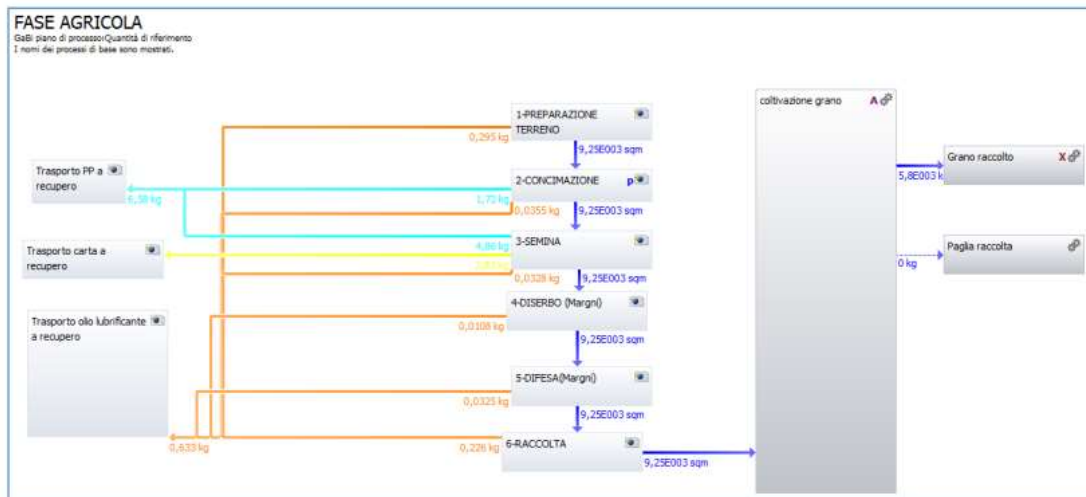 FASE AGRICOLA
GaBi piano di processo:Quantità di riferimento
I nomi dei processi di base sono mostrati.
1-PREPARAZIONE
TERRENO
0,295 kg
9,25E003 sqm
Trasporto PP a
recupero
6,58 kg
2-CONCIMAZIONE
p
1,72 kg
0,0355 kg
9,25E003 sqm
Trasporto carta a
recupero
3-SEMINA
4,86 kg
0,0328 kg
9,25E003 sqm
Trasporto olio lubrificante
a recupero
0,633 kg
4-DISERBO (Margni)
0,0108 kg
9,25E003 sqm
5-DIFESA(Margni)
0,0325 kg
9,25E003 sqm
6-RACCOLTA
0,226 kg
9,25E003 sqm
coltivazione grano
A
Grano raccolto
X
5,8E003 k
Paglia raccolta
0 kg